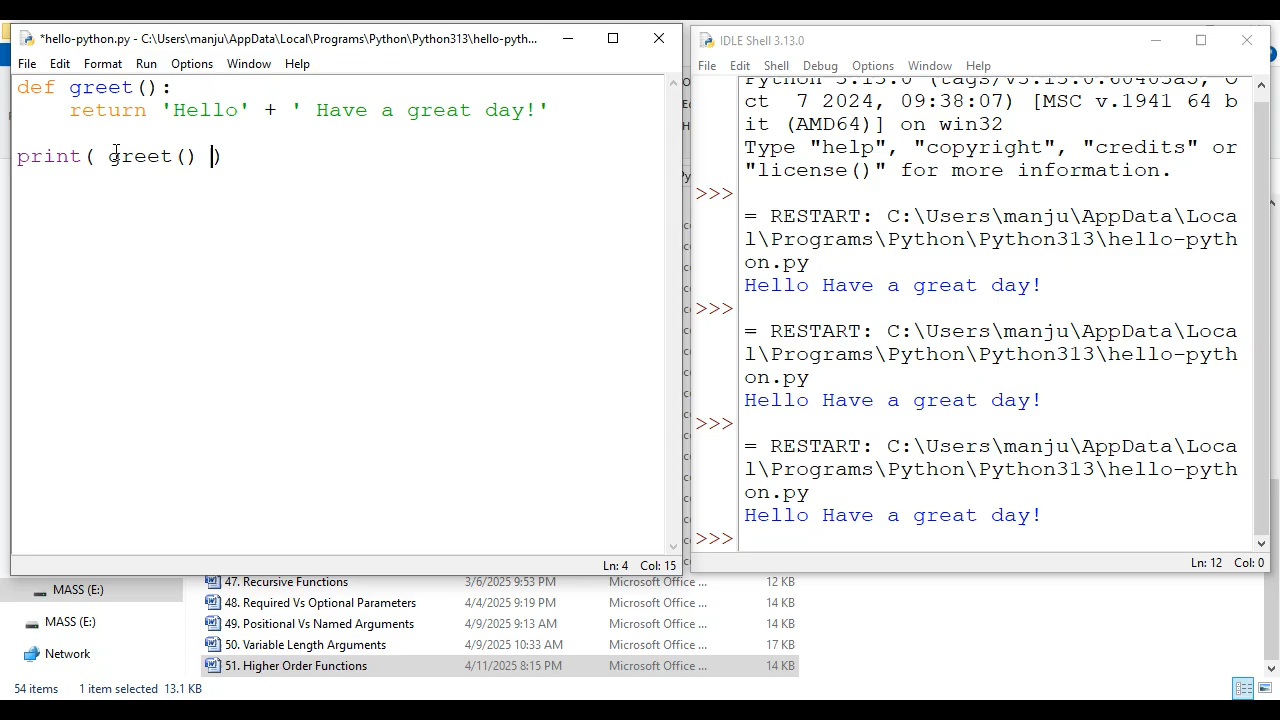 *hello-python.py - C:\Users\manju\AppData\Local\Programs\Python\Python313\hello-pyth...
File Edit Format Run Options Window Help
def greet():
    return 'Hello' + ' Have a great day!'
print( greet() )
Ln: 4 Col: 15
IDLE Shell 3.13.0
File Edit Shell Debug Options Window Help
ct  7 2024, 09:38:07) [MSC v.1941 64 b
it (AMD64)] on win32
Type "help", "copyright", "credits" or
"license()" for more information.
>>>
= RESTART: C:\Users\manju\AppData\Loca
l\Programs\Python\Python313\hello-pyth
on.py
Hello Have a great day!
>>>
= RESTART: C:\Users\manju\AppData\Loca
l\Programs\Python\Python313\hello-pyth
on.py
Hello Have a great day!
>>>
= RESTART: C:\Users\manju\AppData\Loca
l\Programs\Python\Python313\hello-pyth
on.py
Hello Have a great day!
>>>
Ln: 12 Col: 0
MASS (E:)
MASS (E:)
Network
47. Recursive Functions 3/6/2025 9:53 PM Microsoft Office ... 12 KB
48. Required Vs Optional Parameters 4/4/2025 9:19 PM Microsoft Office ... 14 KB
49. Positional Vs Named Arguments 4/9/2025 9:13 AM Microsoft Office ... 14 KB
50. Variable Length Arguments 4/9/2025 10:33 AM Microsoft Office ... 17 KB
51. Higher Order Functions 4/11/2025 8:15 PM Microsoft Office ... 14 KB
54 items 1 item selected 13.1 KB